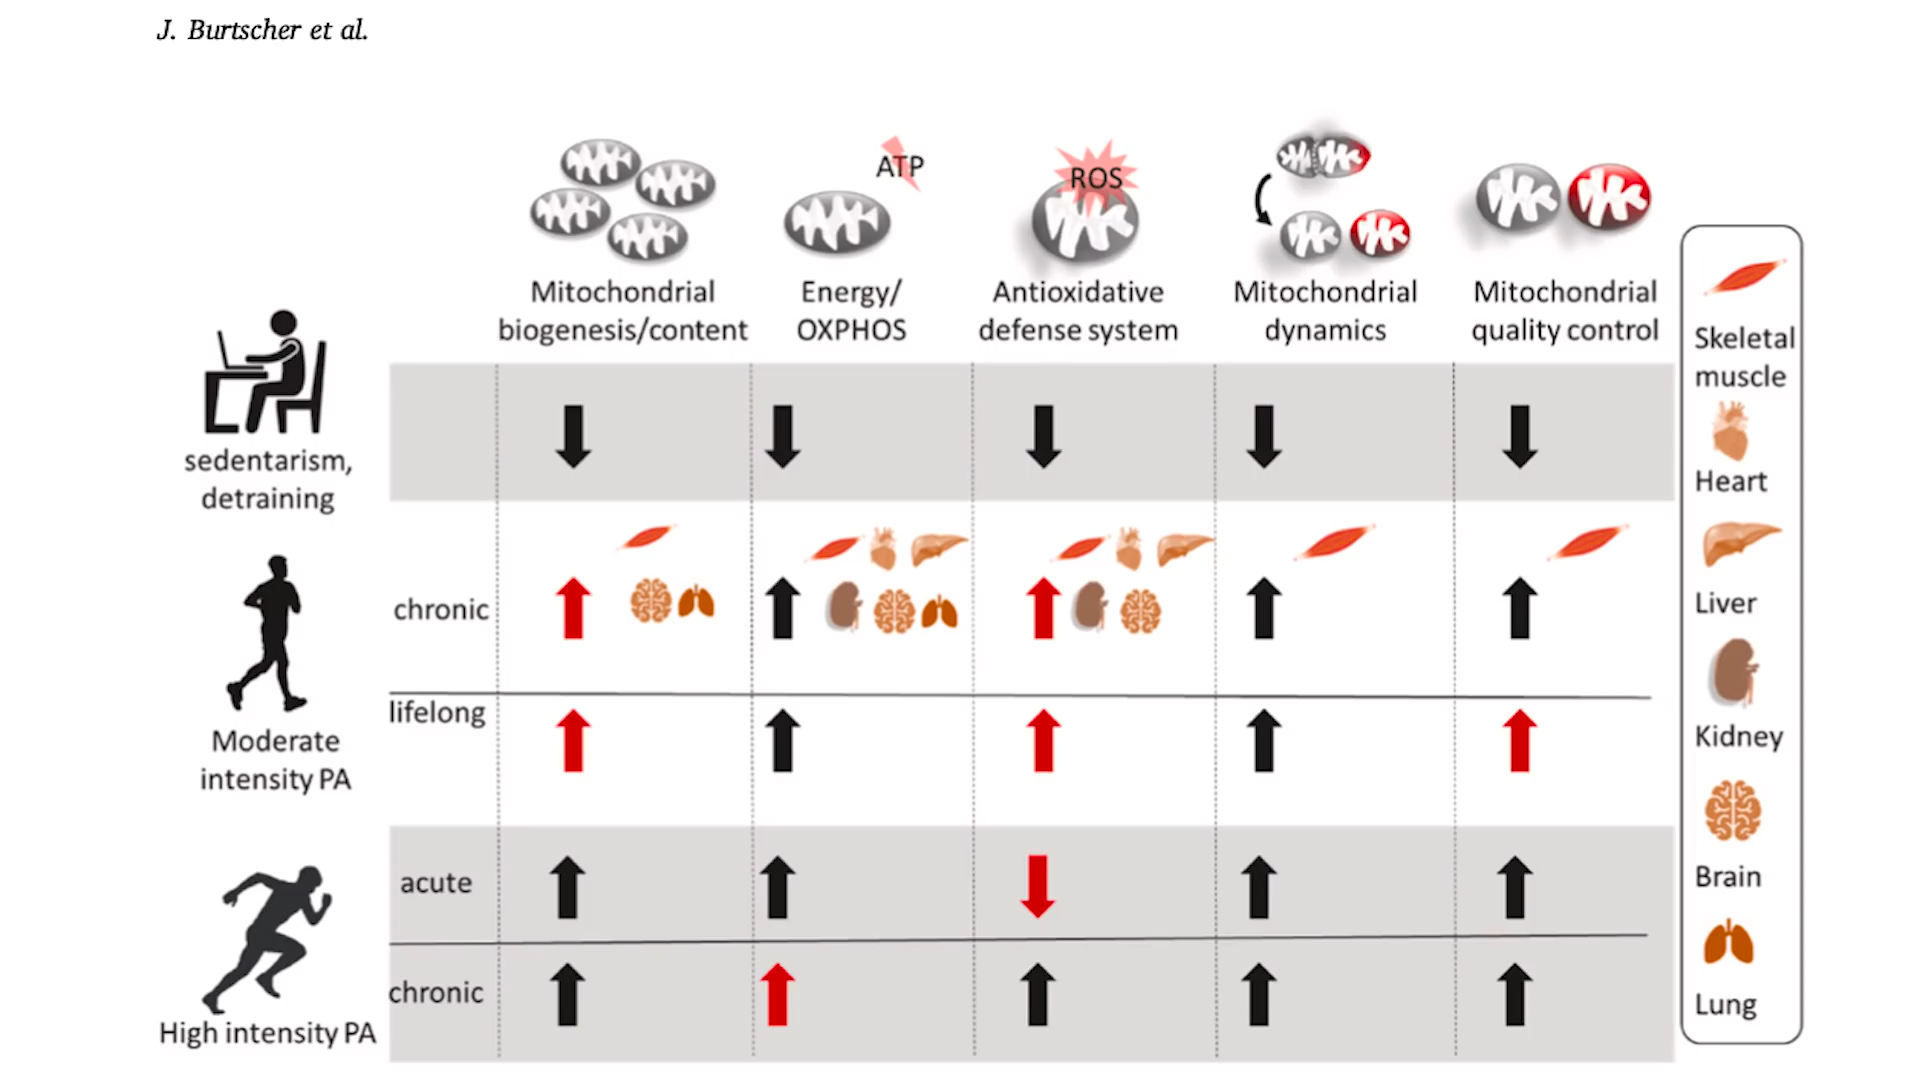 J. Burtscher et al.
ATP
ROS
Mitochondrial
biogenesis/content
Energy/
OXPHOS
Antioxidative
defense system
Mitochondrial
dynamics
Mitochondrial
quality control
sedentarism,
detraining
chronic
lifelong
Moderate
intensity PA
acute
chronic
High intensity PA
Skeletal
muscle
Heart
Liver
Kidney
Brain
Lung